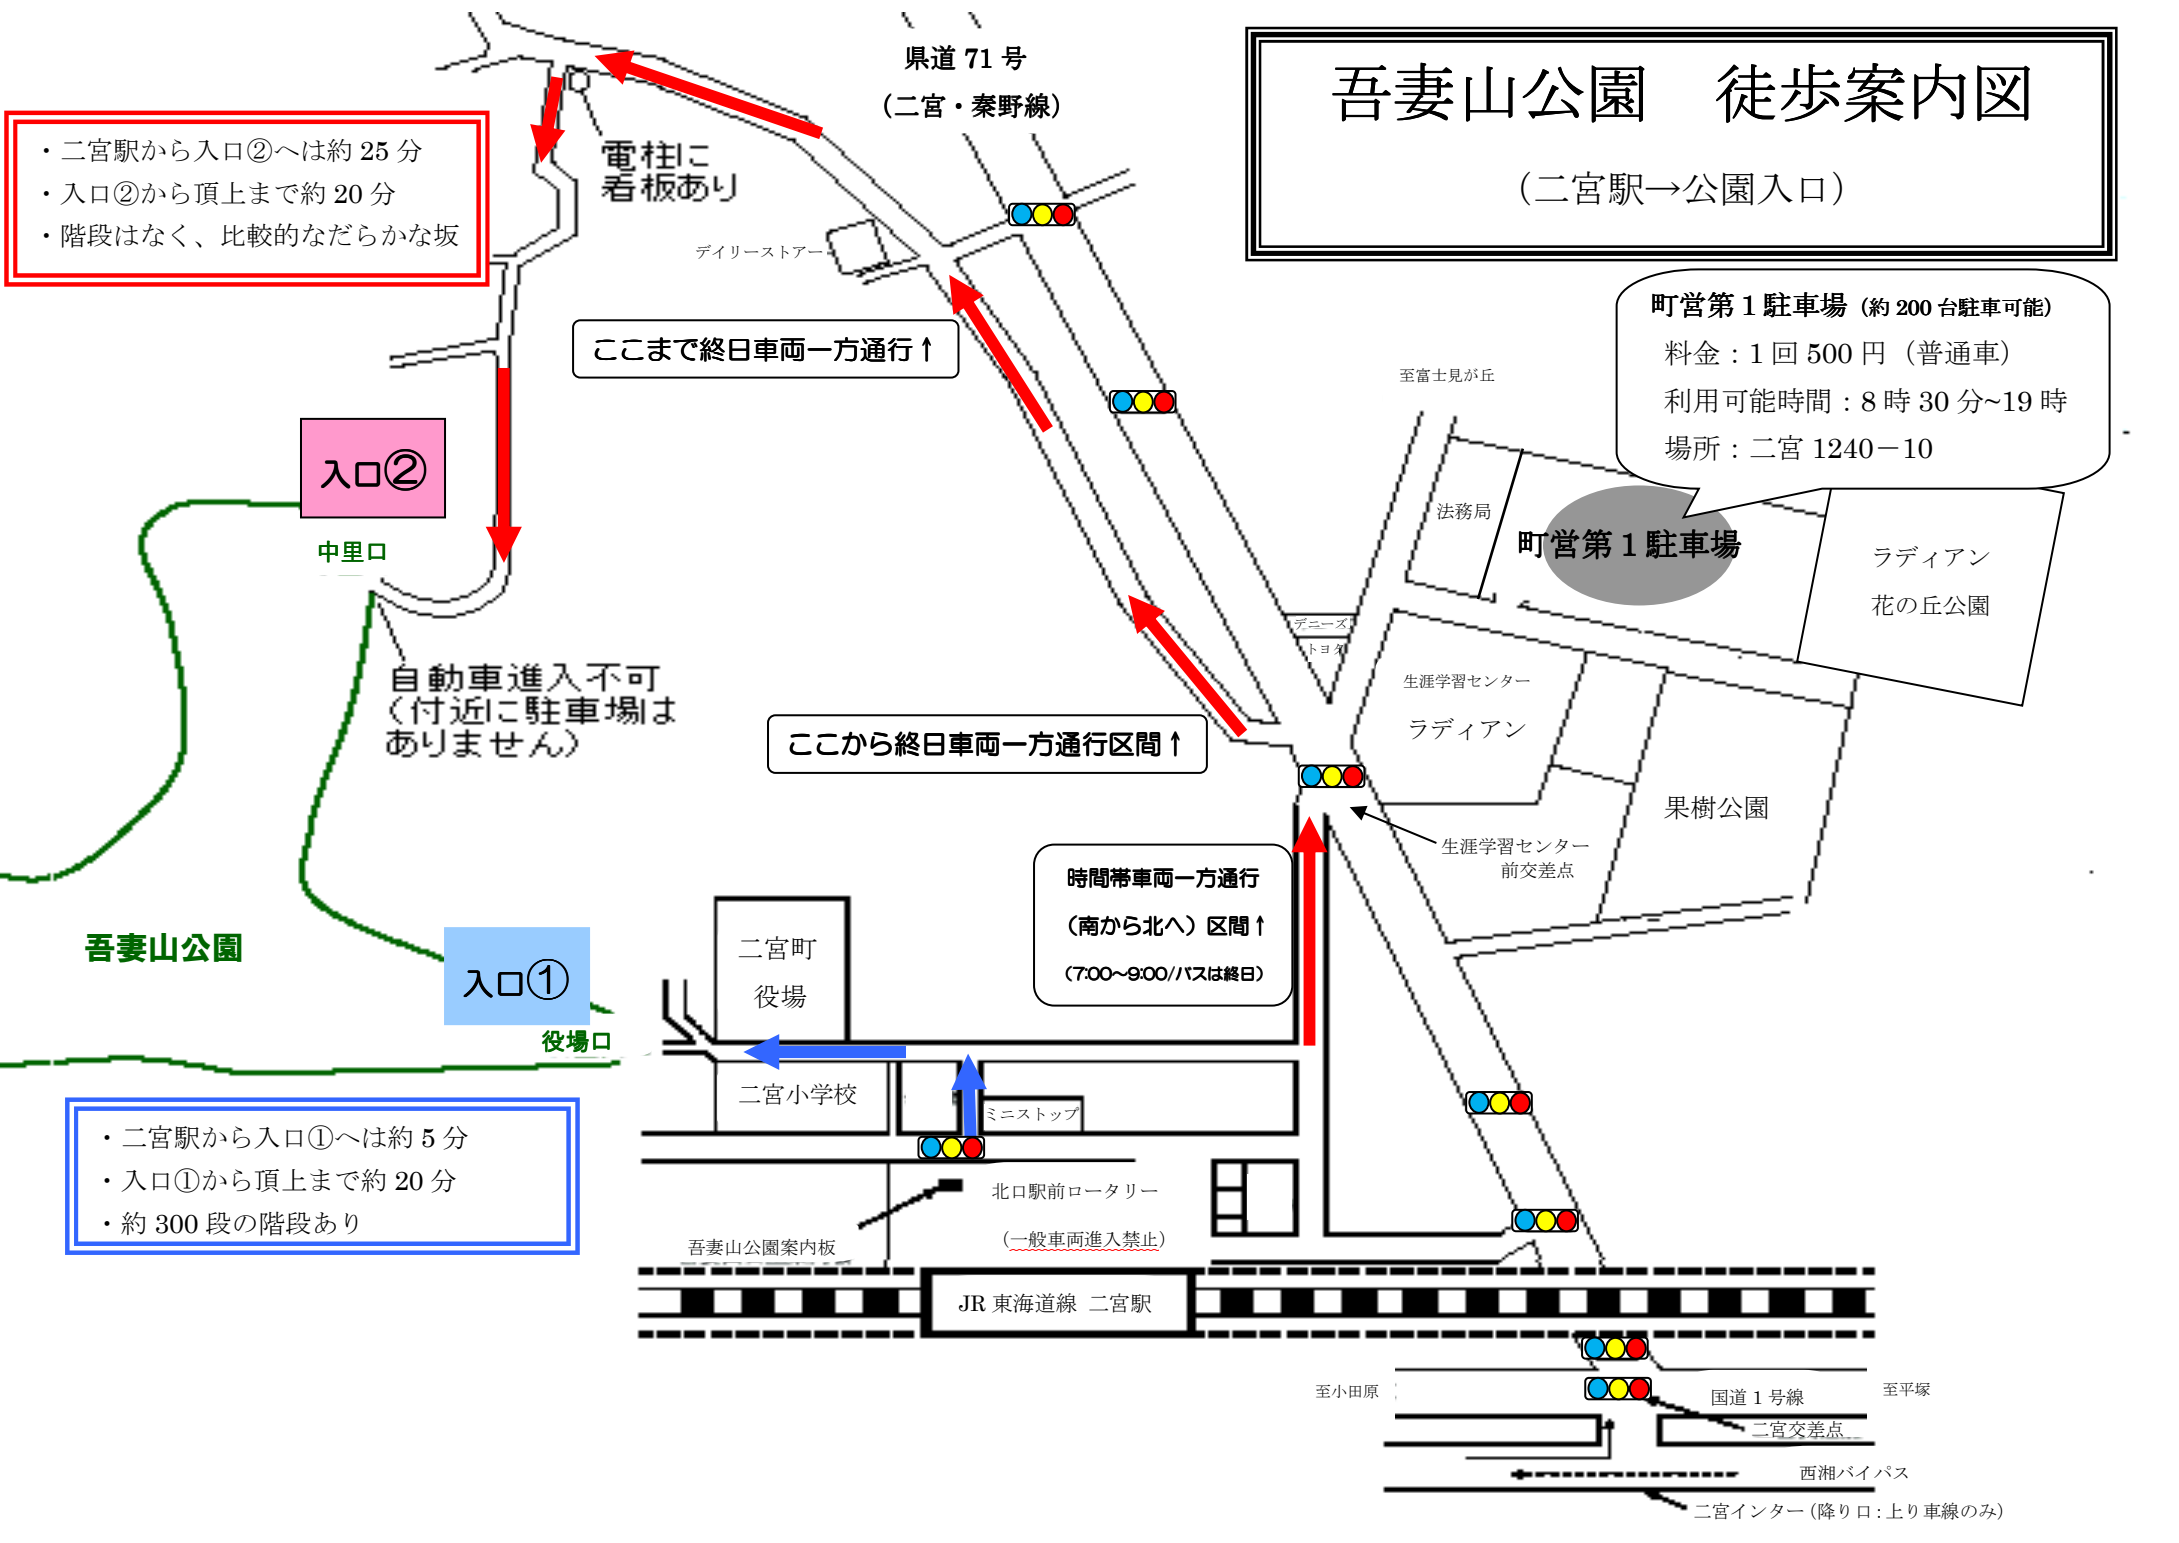 吾妻山公園　徒歩案内図
（二宮駅→公園入口）
県道 71 号
（二宮・秦野線）
・二宮駅から入口②へは約 25 分
・入口②から頂上まで約 20 分
・階段はなく、比較的なだらかな坂
電柱に
看板あり
デイリーストアー
ここまで終日車両一方通行↑
町営第１駐車場（約 200 台駐車可能）
料金：1 回 500 円（普通車）
利用可能時間：8 時 30 分~19 時
場所：二宮 1240－10
至富士見が丘
法務局
町営第１駐車場
ラディアン
花の丘公園
入口②
中里口
自動車進入不可
（付近に駐車場は
ありません）
デニーズ
トヨタ
生涯学習センター
ラディアン
ここから終日車両一方通行区間↑
果樹公園
生涯学習センター
前交差点
時間帯車両一方通行
（南から北へ）区間↑
（7:00～9:00/バスは終日）
吾妻山公園
入口①
役場口
二宮町
役場
二宮小学校
ミニストップ
・二宮駅から入口①へは約 5 分
・入口①から頂上まで約 20 分
・約 300 段の階段あり
北口駅前ロータリー
（一般車両進入禁止）
吾妻山公園案内板
JR 東海道線 二宮駅
至小田原
国道 1 号線
至平塚
二宮交差点
西湘バイパス
二宮インター（降り口：上り車線のみ）